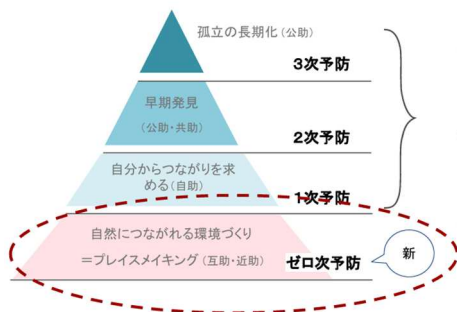 孤立の長期化(公助)
3次予防
早期発見
(公助・共助)
2次予防
自分からつながりを求
める(自助)
1次予防
自然につながれる環境づくり
=プレイスメイキング(互助・近助)
ゼロ次予防
新